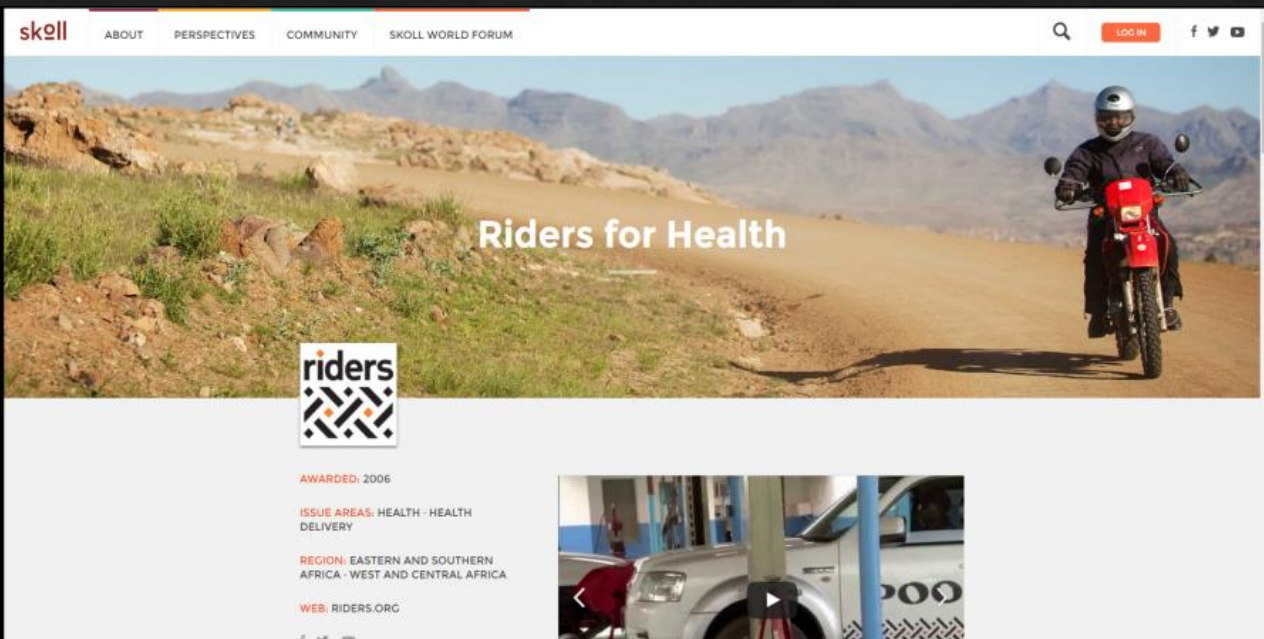 skoll
ABOUT PERSPECTIVES COMMUNITY SKOLL WORLD FORUM
LOG IN
Riders for Health
riders
AWARDED: 2006
ISSUE AREAS: HEALTH · HEALTH
DELIVERY
REGION: EASTERN AND SOUTHERN
AFRICA · WEST AND CENTRAL AFRICA
WEB: RIDERS.ORG